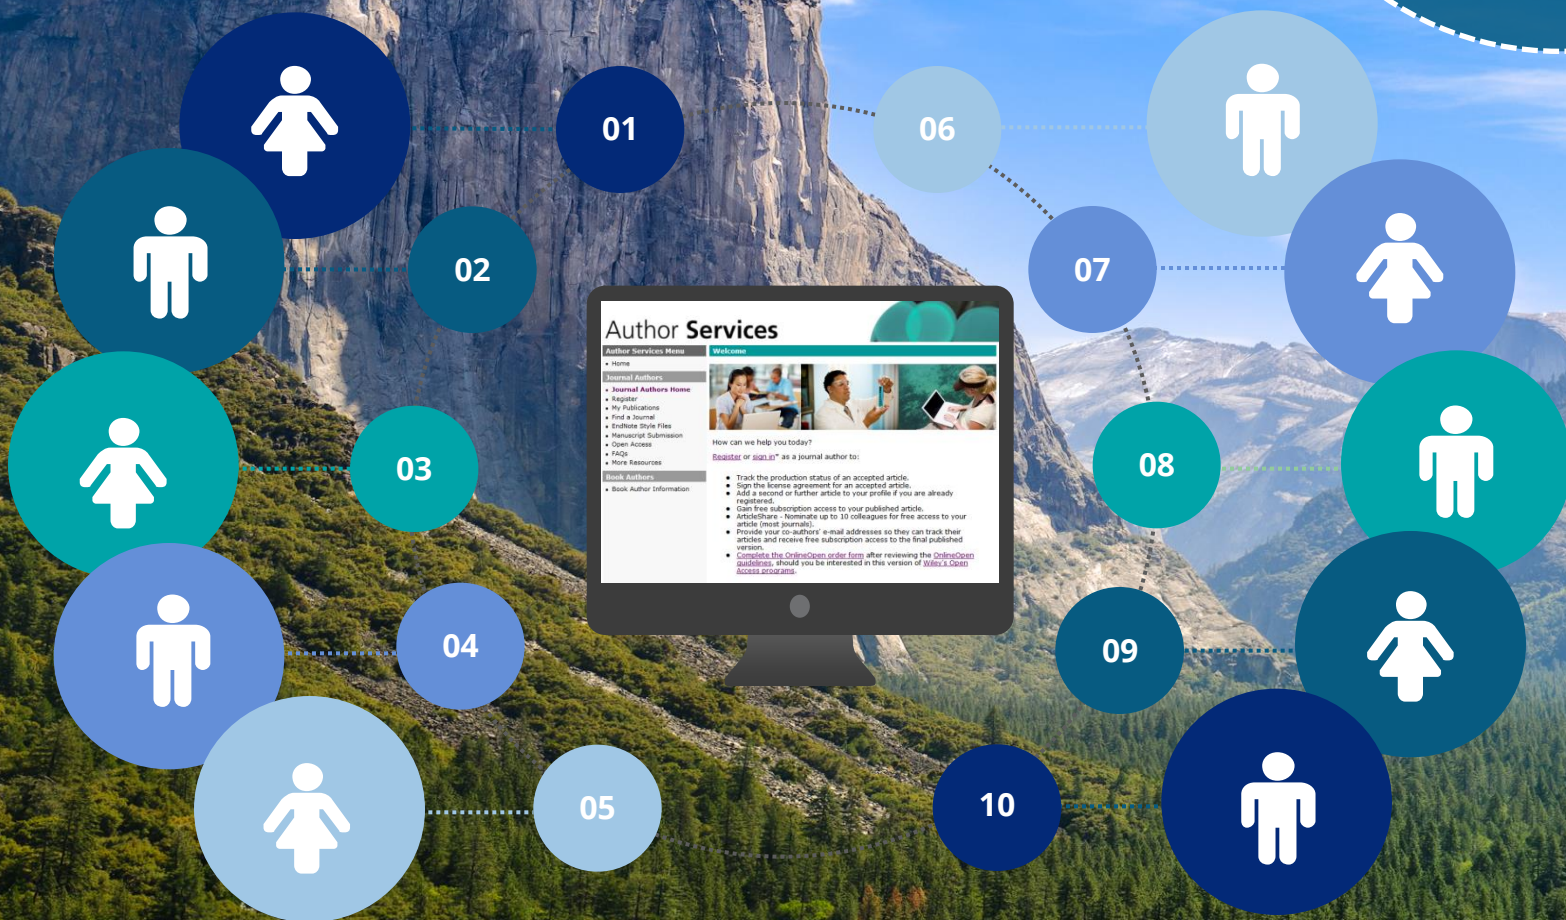 01
02
03
04
05
06
07
08
09
10
Author Services
Author Services Menu
Home
Journal Authors
Journal Authors Home
Register
My Publications
Find a Journal
EndNote Style Files
Manuscript Submission
Open Access
FAQs
More Resources
Book Authors
Book Author Information
Welcome
How can we help you today?
Register or sign in* as a journal author to:
Track the production status of an accepted article.
Sign the license agreement for an accepted article.
Add a second or further article to your profile if you are already
registered.
Gain free subscription access to your published article.
ArticleShare - Nominate up to 10 colleagues for free access to your
article (most journals).
Provide your co-authors' e-mail addresses so they can track their
articles and receive free subscription access to the final published
version.
Complete the OnlineOpen order form after reviewing the OnlineOpen
guidelines, should you be interested in this version of Wiley's Open
Access programs.